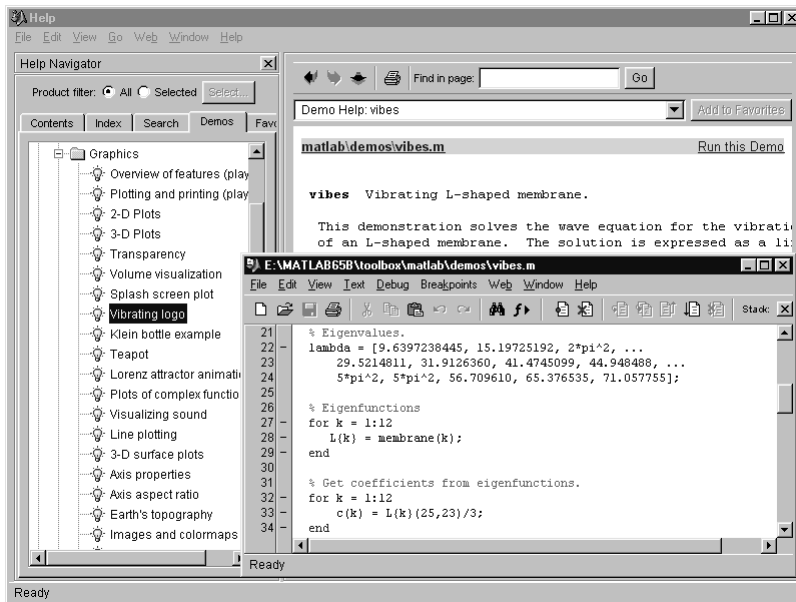 Help
File Edit View Go Web Window Help
Help Navigator
Product filter: All Selected Select...
Contents Index Search Demos Favo
Graphics
Overview of features (play
Plotting and printing (play
2-D Plots
3-D Plots
Transparency
Volume visualization
Splash screen plot
Vibrating logo
Klein bottle example
Teapot
Lorenz attractor animati
Plots of complex functio
Visualizing sound
Line plotting
3-D surface plots
Axis properties
Axis aspect ratio
Earth's topography
Images and colormaps
Find in page: Go
Demo Help: vibes Add to Favorites
matlab\demos\vibes.m Run this Demo
vibes Vibrating L-shaped membrane.
This demonstration solves the wave equation for the vibrati
of an L-shaped membrane. The solution is expressed as a li
E:\MATLAB65B\toolbox\matlab\demos\vibes.m
File Edit View Text Debug Breakpoints Web Window Help
Stack:
21 % Eigenvalues.
22 – lambda = [9.6397238445, 15.19725192, 2*pi^2, ...
23 29.5214811, 31.9126360, 41.4745099, 44.948488, ...
24 5*pi^2, 5*pi^2, 56.709610, 65.376535, 71.057755];
25
26 % Eigenfunctions
27 – for k = 1:12
28 – L{k} = membrane(k);
29 – end
30
31 % Get coefficients from eigenfunctions.
32 – for k = 1:12
33 – c(k) = L{k}(25,23)/3;
34 – end
Ready
Ready